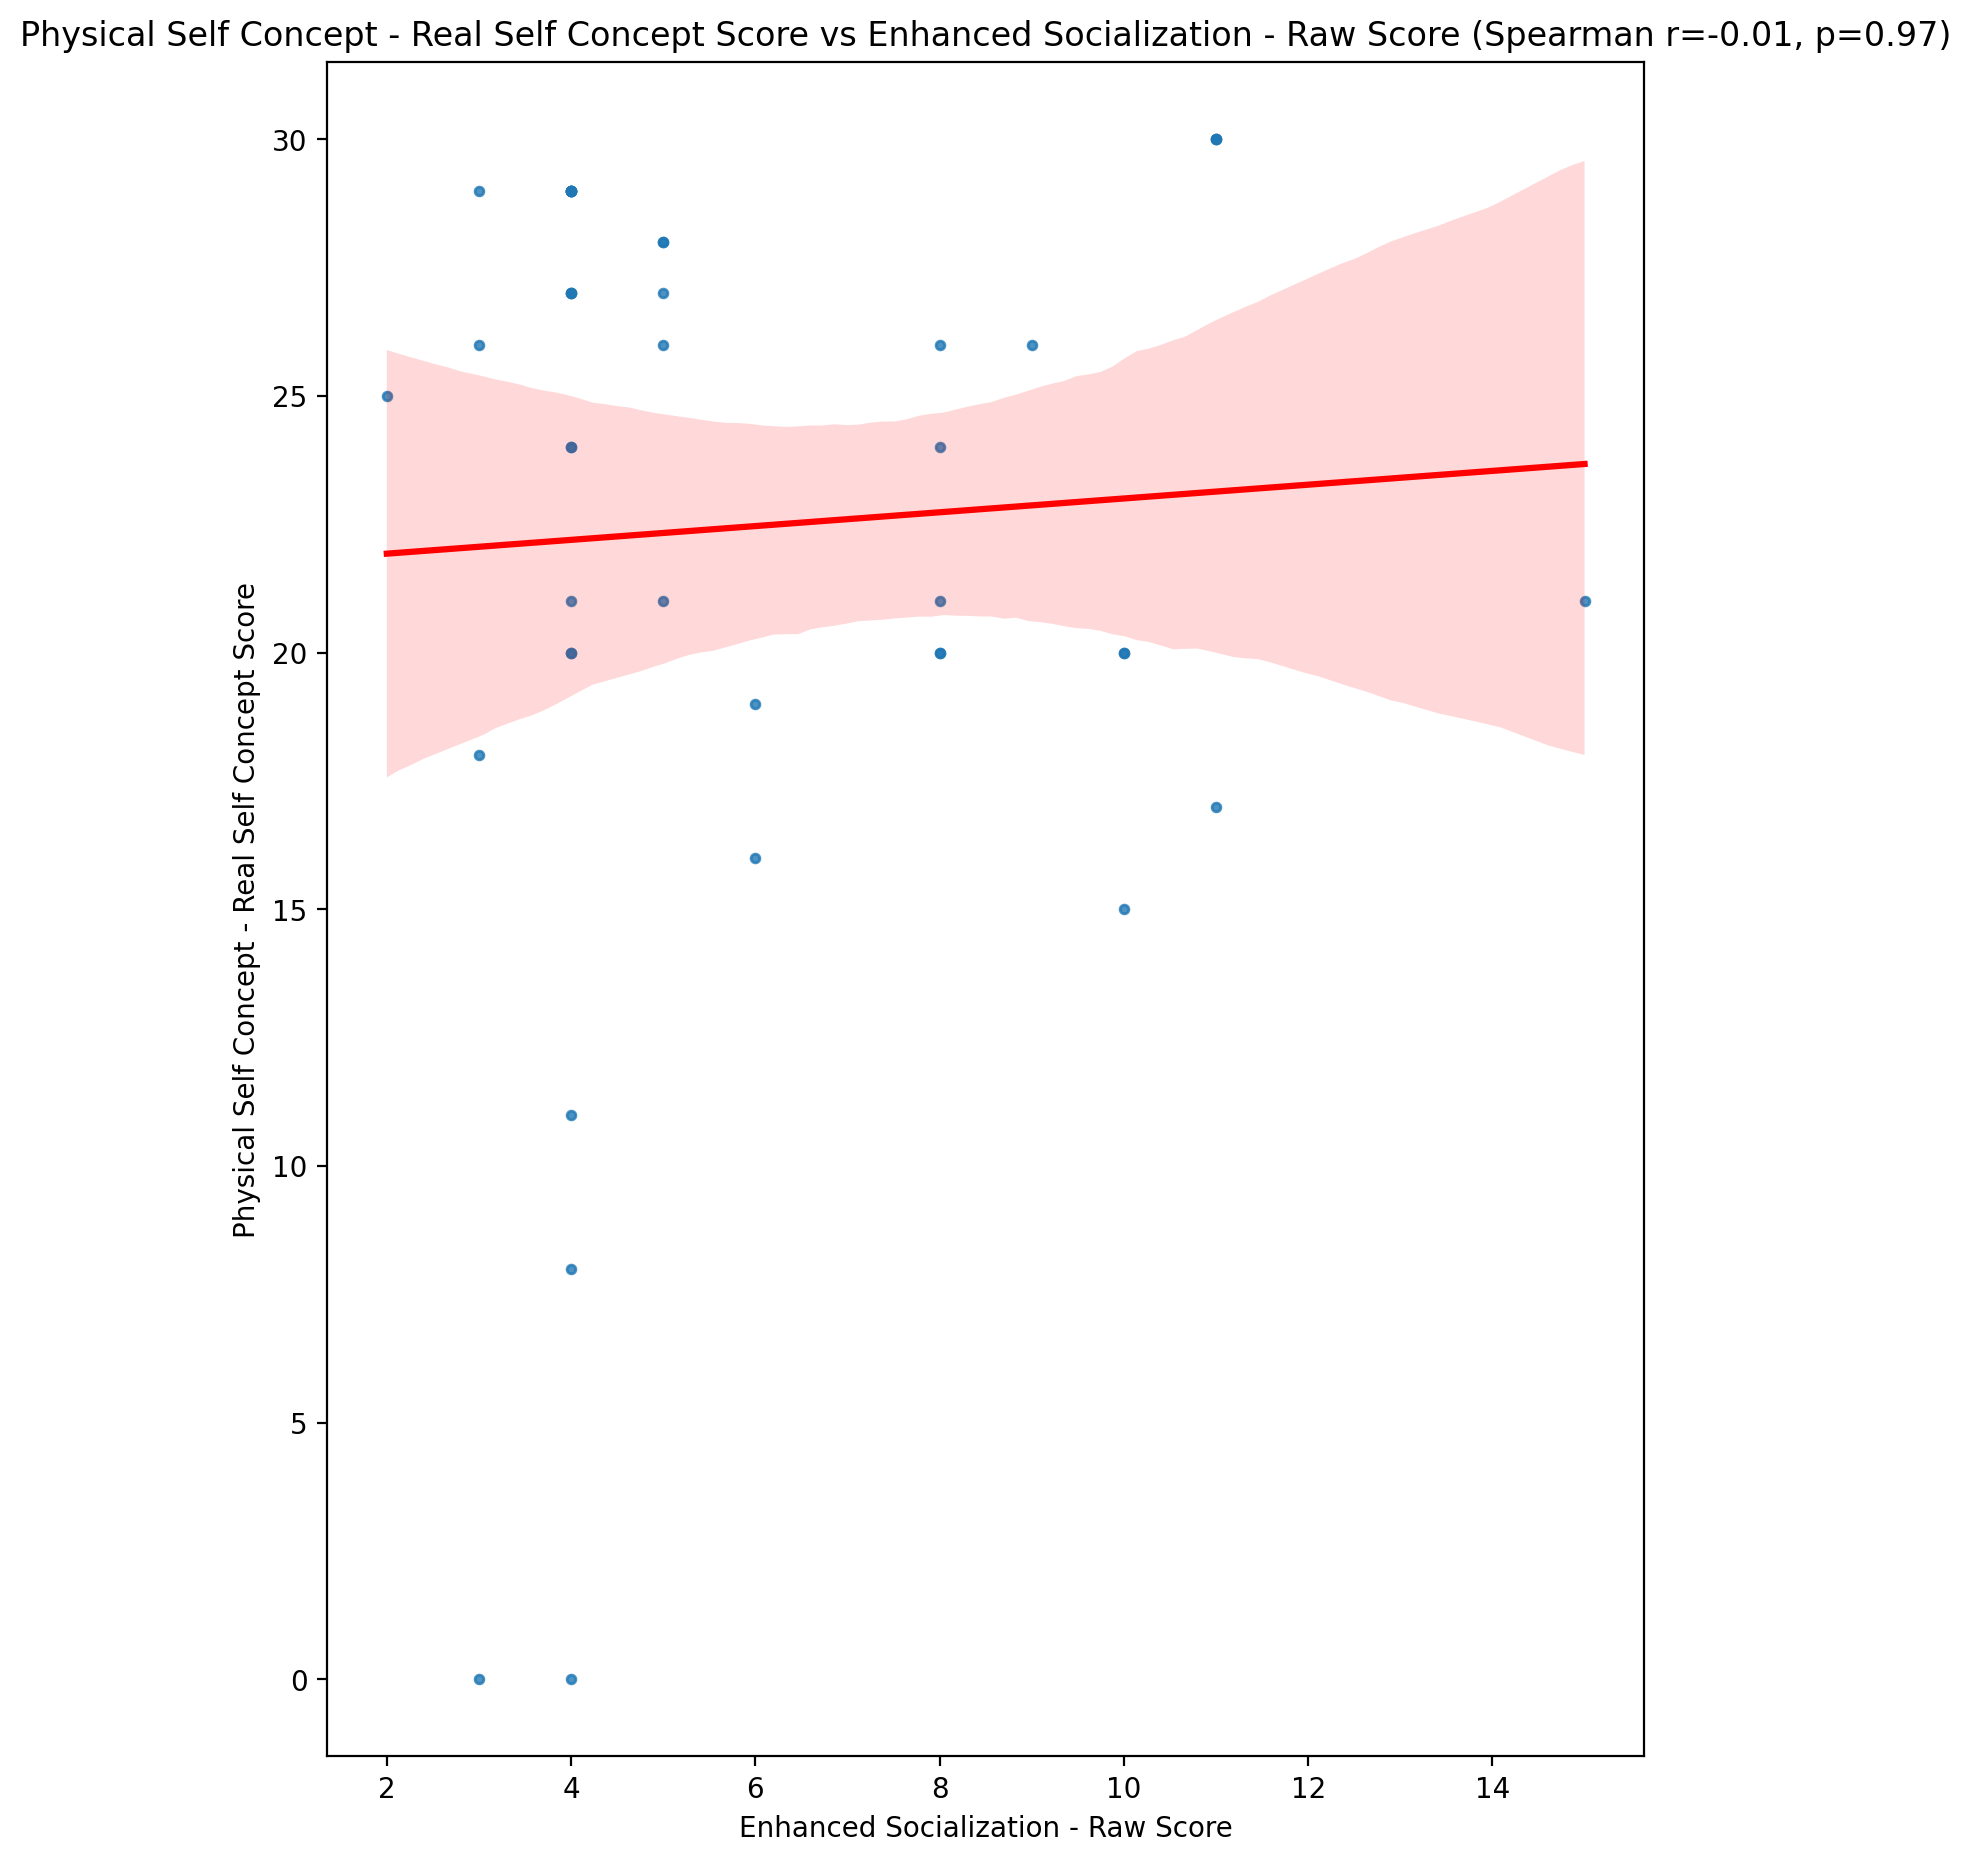 Physical Self Concept - Real Self Concept Score vs Enhanced Socialization - Raw Score (Spearman r=-0.01, p=0.97)
30
25
20
15
10
5
0
Physical Self Concept - Real Self Concept Score
2 4 6 8 10 12 14
Enhanced Socialization - Raw Score